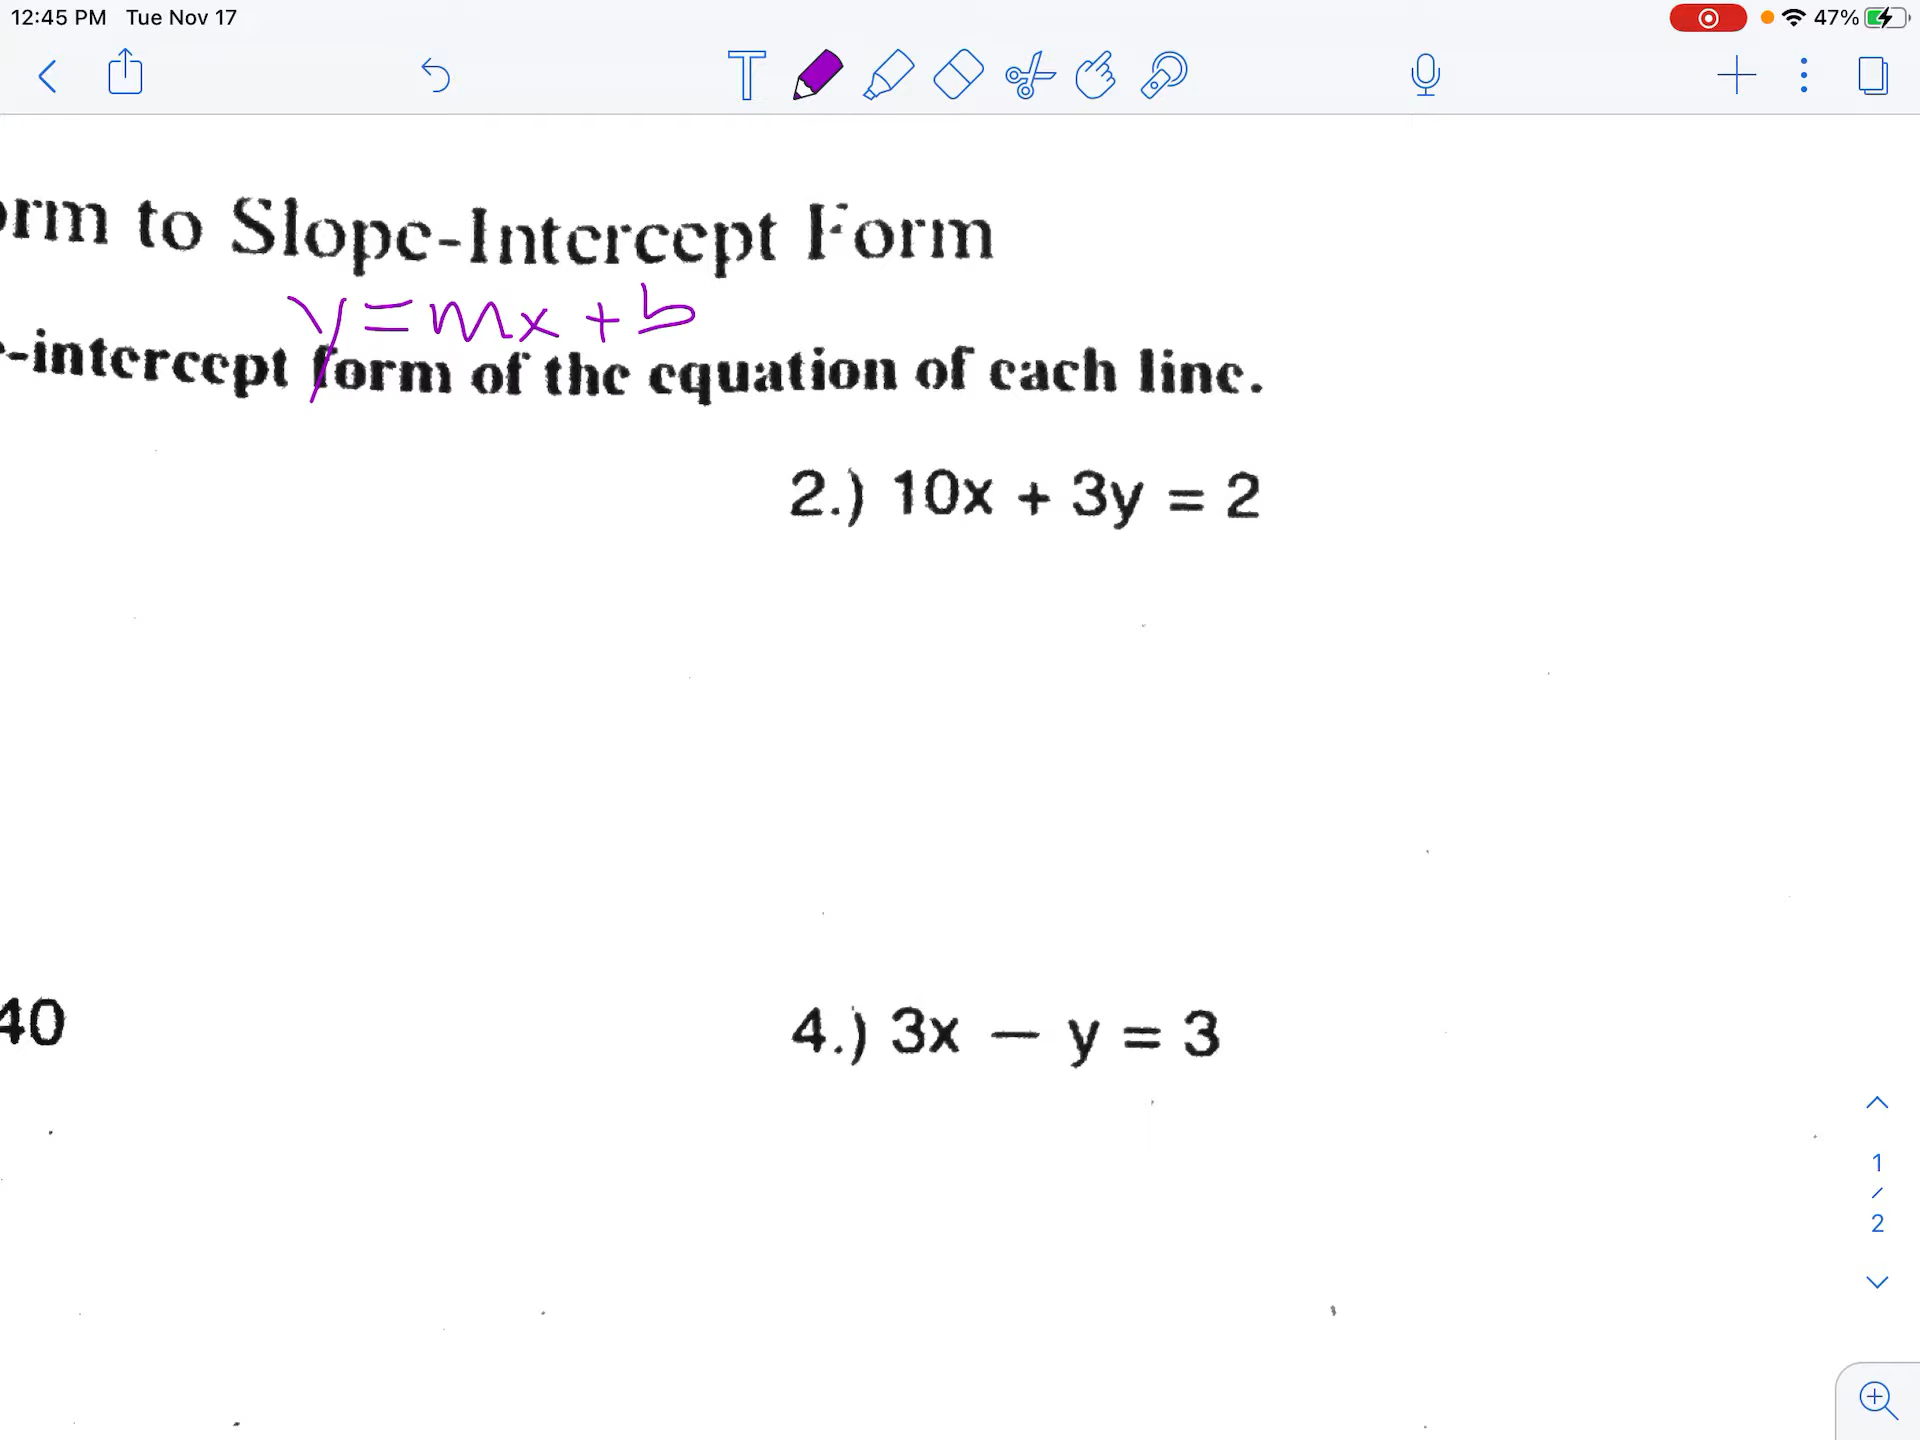 12:45 PM Tue Nov 17
47%
to Slope-Intercept Form
y = mx + b
-intercept form of the equation of each line.
2.) 10x + 3y = 2
40
4.) 3x − y = 3
1
/
2